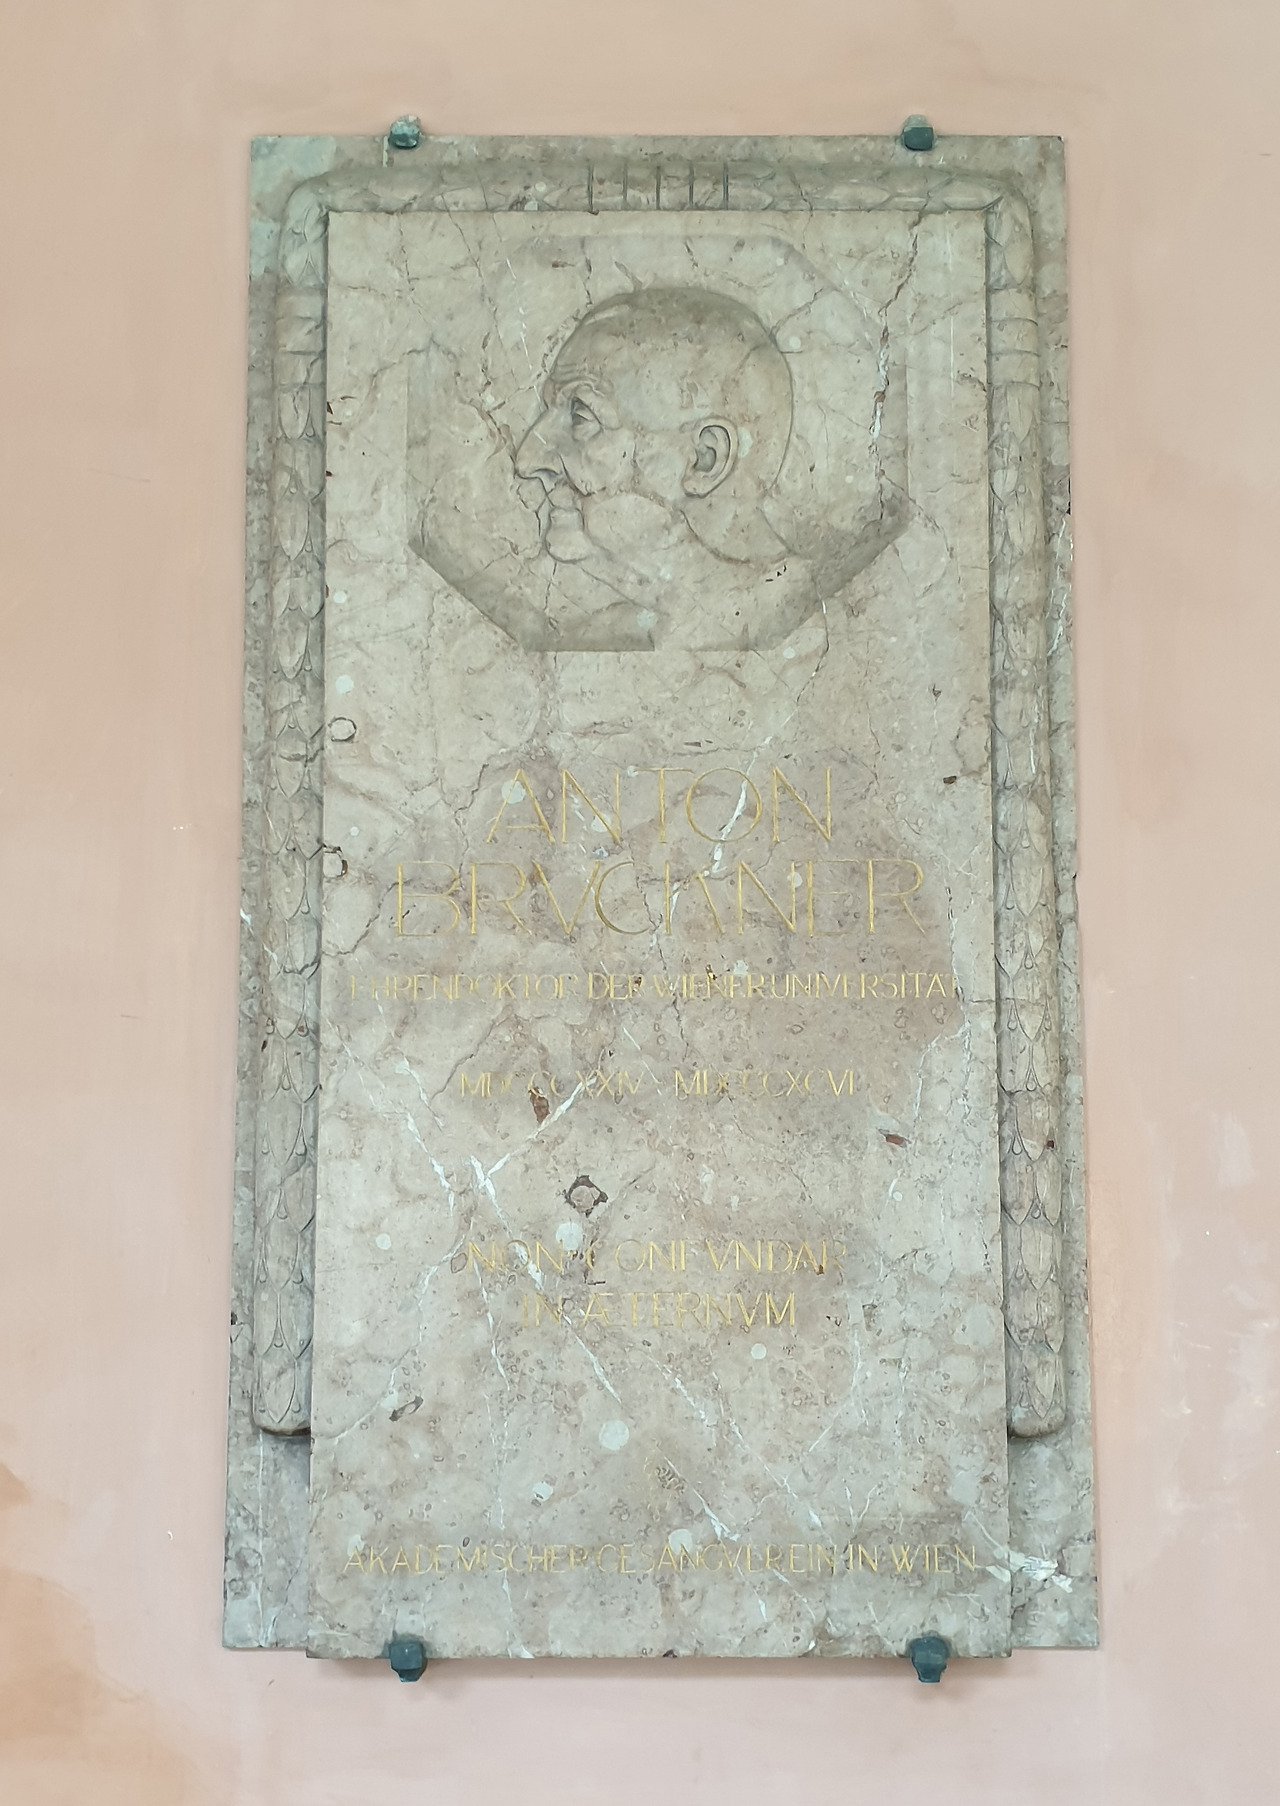 ANTON
BRVCKNER
EHRENDOKTOR DER WIENER UNIVERSITÄT
MDCCCXXIV - MDCCCXCVI
NON CONFVNDAR
IN ÆTERNVM
AKADEMISCHER GESANGVEREIN IN WIEN